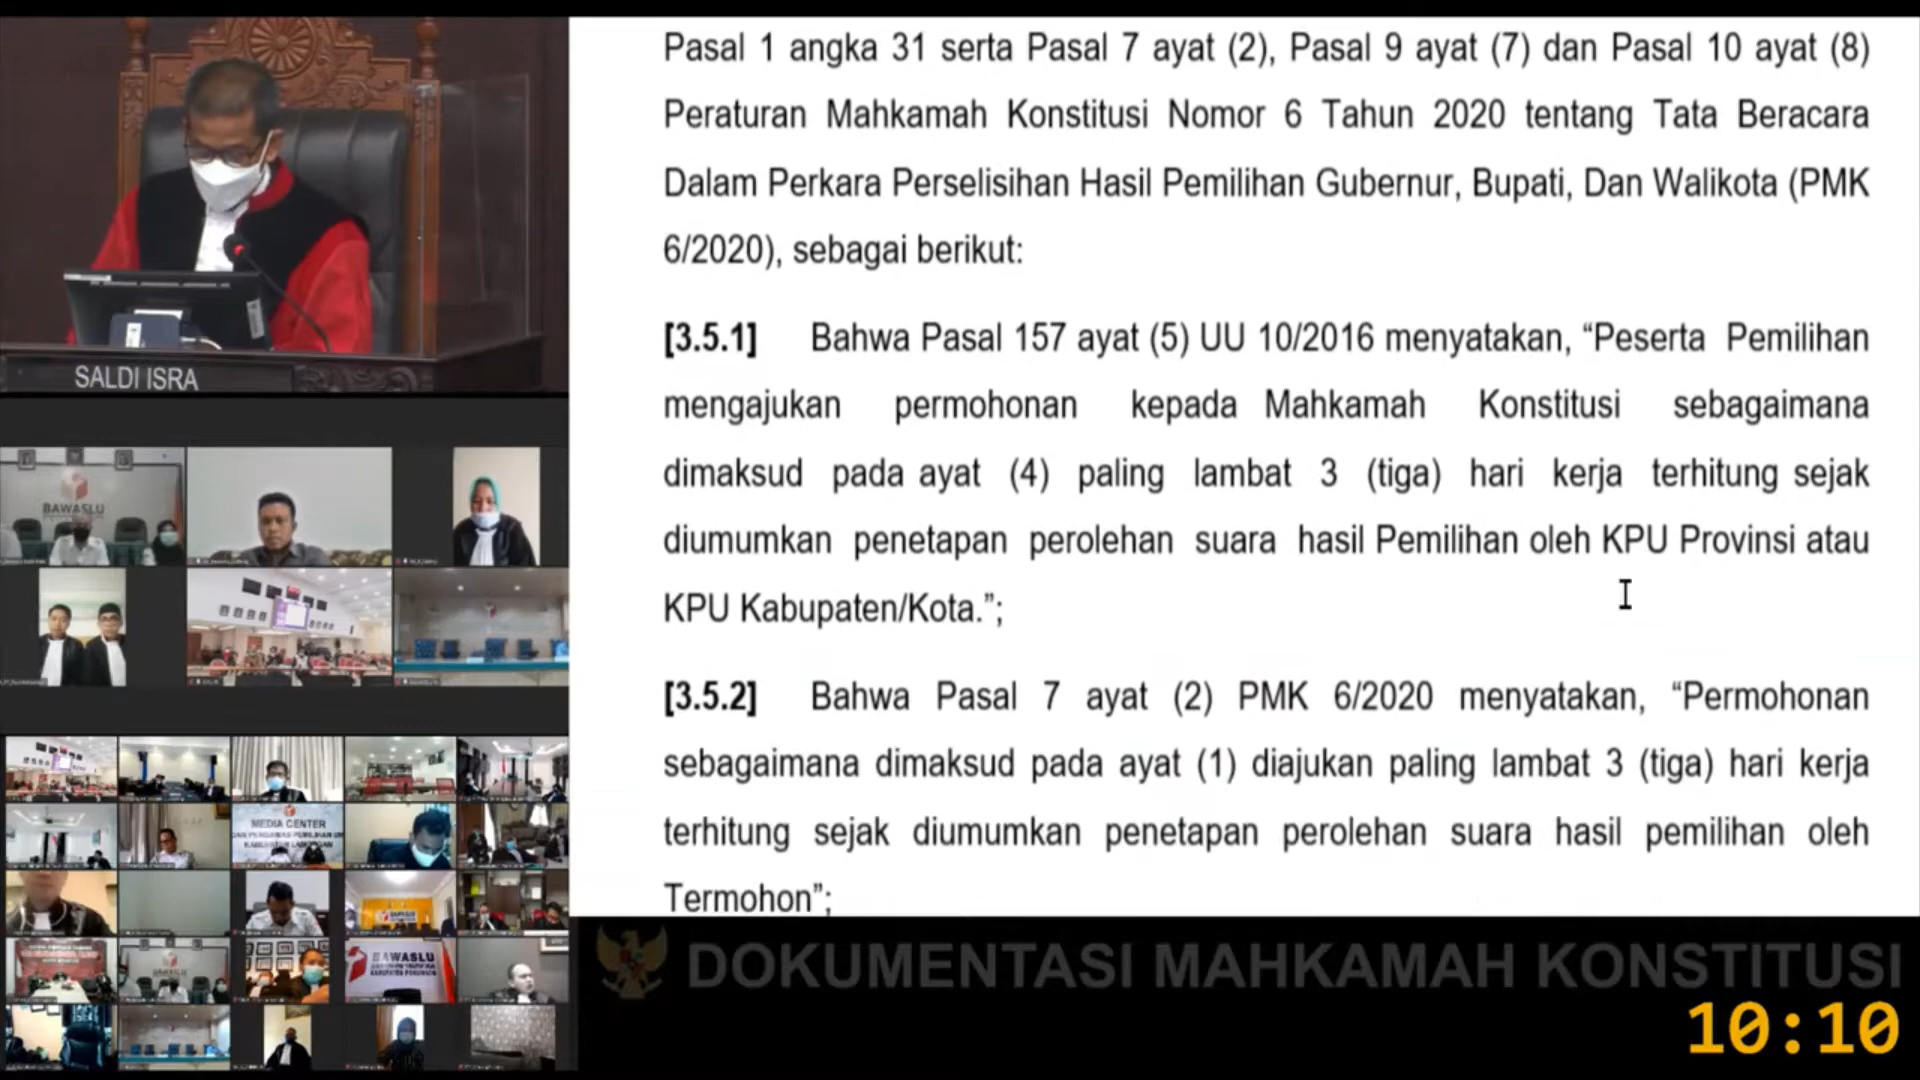 Pasal 1 angka 31 serta Pasal 7 ayat (2), Pasal 9 ayat (7) dan Pasal 10 ayat (8)
Peraturan Mahkamah Konstitusi Nomor 6 Tahun 2020 tentang Tata Beracara
Dalam Perkara Perselisihan Hasil Pemilihan Gubernur, Bupati, Dan Walikota (PMK
6/2020), sebagai berikut:
[3.5.1] Bahwa Pasal 157 ayat (5) UU 10/2016 menyatakan, “Peserta Pemilihan
mengajukan permohonan kepada Mahkamah Konstitusi sebagaimana
dimaksud pada ayat (4) paling lambat 3 (tiga) hari kerja terhitung sejak
diumumkan penetapan perolehan suara hasil Pemilihan oleh KPU Provinsi atau
KPU Kabupaten/Kota.”;
[3.5.2] Bahwa Pasal 7 ayat (2) PMK 6/2020 menyatakan, “Permohonan
sebagaimana dimaksud pada ayat (1) diajukan paling lambat 3 (tiga) hari kerja
terhitung sejak diumumkan penetapan perolehan suara hasil pemilihan oleh
Termohon”;
SALDI ISRA
BAWASLU
MEDIA CENTER
BAWASLU
BAWASLU
BAWASLU
DOKUMENTASI MAHKAMAH KONSTITUSI
10:10